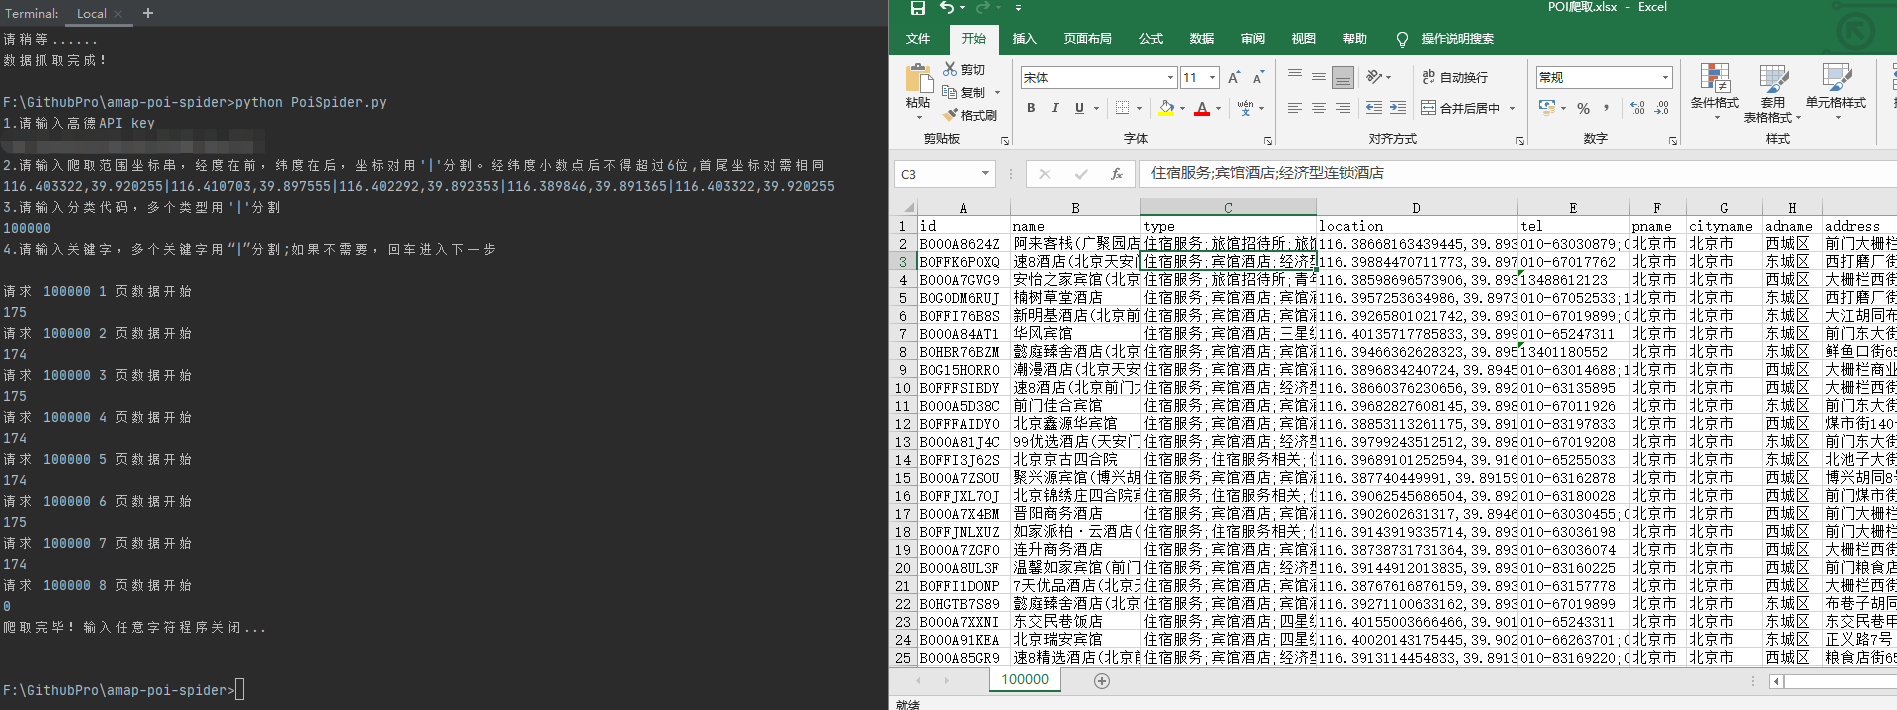 Terminal: Local × +
请稍等......
数据抓取完成!
F:\GithubPro\amap-poi-spider>python PoiSpider.py
1.请输入高德API key
2.请输入爬取范围坐标串，经度在前，纬度在后，坐标对用'|'分割。经纬度小数点后不得超过6位,首尾坐标对需相同
116.403322,39.920255|116.410703,39.897555|116.402292,39.892353|116.389846,39.891365|116.403322,39.920255
3.请输入分类代码，多个类型用'|'分割
100000
4.请输入关键字，多个关键字用“|”分割;如果不需要，回车进入下一步
请求 100000 1 页数据开始
175
请求 100000 2 页数据开始
174
请求 100000 3 页数据开始
175
请求 100000 4 页数据开始
174
请求 100000 5 页数据开始
174
请求 100000 6 页数据开始
175
请求 100000 7 页数据开始
174
请求 100000 8 页数据开始
0
爬取完毕! 输入任意字符程序关闭...
F:\GithubPro\amap-poi-spider>
POI爬取.xlsx - Excel
文件 开始 插入 页面布局 公式 数据 审阅 视图 帮助 操作说明搜索
粘贴 剪切 复制 格式刷 剪贴板
宋体 11 A A B I U A wén 文 字体
ab 自动换行 合并后居中 对齐方式
常规 % , 数字
条件格式 套用表格格式 单元格样式 样式
C3 fx 住宿服务;宾馆酒店;经济型连锁酒店
A B C D E F G H
1 id name type location tel pname cityname adname address
2 B000A8624Z 阿来客栈(广聚园店 住宿服务;旅馆招待所;旅 116.38668163439445,39.893 010-63030879;0 北京市 北京市 西城区 前门大栅栏
3 B0FFK6P0XQ 速8酒店(北京天安门 住宿服务;宾馆酒店;经济型 116.39884470711773,39.897 010-67017762 北京市 北京市 东城区 西打磨厂街
4 B000A7GVG9 安怡之家宾馆(北京 住宿服务;旅馆招待所;青年 116.38598696573906,39.893 13488612123 北京市 北京市 西城区 大栅栏西街
5 B0G0DM6RUJ 楠树草堂酒店 住宿服务;宾馆酒店;宾馆酒 116.3957253634986,39.8973 010-67052533;1 北京市 北京市 东城区 西打磨厂街
6 B0FFI76B8S 新明基酒店(北京前 住宿服务;宾馆酒店;宾馆酒 116.39265801021742,39.893 010-67019899;0 北京市 北京市 东城区 大江胡同布
7 B000A84AT1 华风宾馆 住宿服务;宾馆酒店;三星级 116.40135717785833,39.899 010-65247311 北京市 北京市 东城区 前门东大街
8 B0HBR76BZM 懿庭臻舍酒店(北京 住宿服务;宾馆酒店;宾馆酒 116.39466362628323,39.895 13401180552 北京市 北京市 东城区 鲜鱼口街65
9 B0G15HORR0 潮漫酒店(北京天安 住宿服务;宾馆酒店;宾馆酒 116.3896834240724,39.8945 010-63014688;1 北京市 北京市 西城区 大栅栏商业
10 B0FFFSIBDY 速8酒店(北京前门大 住宿服务;宾馆酒店;经济型 116.38660376230656,39.892 010-63135895 北京市 北京市 西城区 大栅栏西街
11 B000A5D38C 前门佳合宾馆 住宿服务;宾馆酒店;宾馆酒 116.39682827608145,39.898 010-67011926 北京市 北京市 东城区 前门东大街
12 B0FFFAIDY0 北京鑫源华宾馆 住宿服务;宾馆酒店;宾馆酒 116.38853113261175,39.891 010-83197833 北京市 北京市 西城区 煤市街140
13 B000A81J4C 99优选酒店(天安门 住宿服务;宾馆酒店;经济型 116.39799243512512,39.898 010-67019208 北京市 北京市 东城区 前门东大街
14 B0FFI3J62S 北京京古四合院 住宿服务;住宿服务相关;住 116.39689101252594,39.916 010-65255033 北京市 北京市 东城区 北池子大街
15 B000A7ZSOU 聚兴源宾馆(博兴胡 住宿服务;宾馆酒店;宾馆酒 116.387740449991,39.89159 010-63162878 北京市 北京市 西城区 博兴胡同8号
16 B0FFJXL7OJ 北京锦绣庄四合院宾 住宿服务;住宿服务相关;住 116.39062545686504,39.892 010-63180028 北京市 北京市 西城区 前门煤市街
17 B000A7X4BM 晋阳商务酒店 住宿服务;宾馆酒店;宾馆酒 116.3902602631317,39.8946 010-63030455;0 北京市 北京市 西城区 前门大街
18 B0FFJNLXUZ 如家派柏·云酒店( 住宿服务;住宿服务相关;住 116.39143919335714,39.893 010-63036198 北京市 北京市 西城区 前门大栅栏
19 B000A7ZGF0 连升商务酒店 住宿服务;宾馆酒店;宾馆酒 116.38738731731364,39.893 010-63036074 北京市 北京市 西城区 大栅栏西街
20 B000A8UL3F 温馨如家宾馆(前门 住宿服务;宾馆酒店;经济型 116.39144912013835,39.893 010-83160225 北京市 北京市 西城区 前门粮食店
21 B0FFI1DONP 7天优品酒店(北京天 住宿服务;宾馆酒店;宾馆酒 116.38767616876159,39.893 010-63157778 北京市 北京市 西城区 大栅栏西街
22 B0HGTB7S89 懿庭臻舍酒店(北京 住宿服务;宾馆酒店;宾馆酒 116.39271100633162,39.893 010-67019899 北京市 北京市 东城区 布巷子胡同
23 B000A7XXNI 东交民巷饭店 住宿服务;宾馆酒店;四星级 116.40155003666466,39.901 010-65243311 北京市 北京市 东城区 东交民巷甲
24 B000A91KEA 北京瑞安宾馆 住宿服务;宾馆酒店;四星级 116.40020143175445,39.902 010-66263701;0 北京市 北京市 东城区 正义路7号
25 B000A85GR9 速8精选酒店(北京前 住宿服务;宾馆酒店;经济型 116.3913114454833,39.8913 010-83169220;0 北京市 北京市 西城区 粮食店街65
100000
就绪